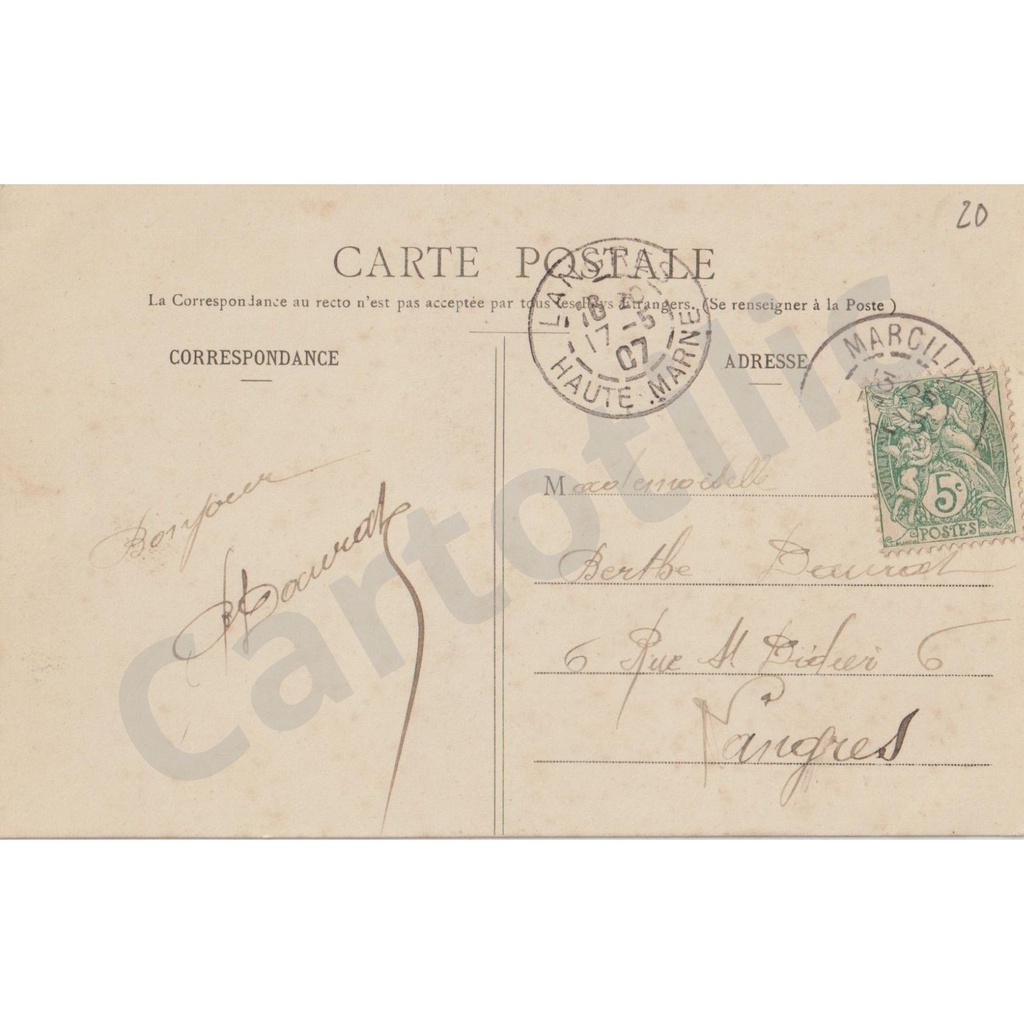 20
CARTE POSTALE
La Correspondance au recto n'est pas acceptée par tous les Pays Etrangers. (Se renseigner à la Poste)
CORRESPONDANCE
ADRESSE
LANGRES
17 -5
07
HAUTE MARNE
MARCILLY
5c
POSTES
Bonjour
Daurat
Mademoiselle
Berthe Daurat
6 Rue St Didier 6
Langres
Cartoflis